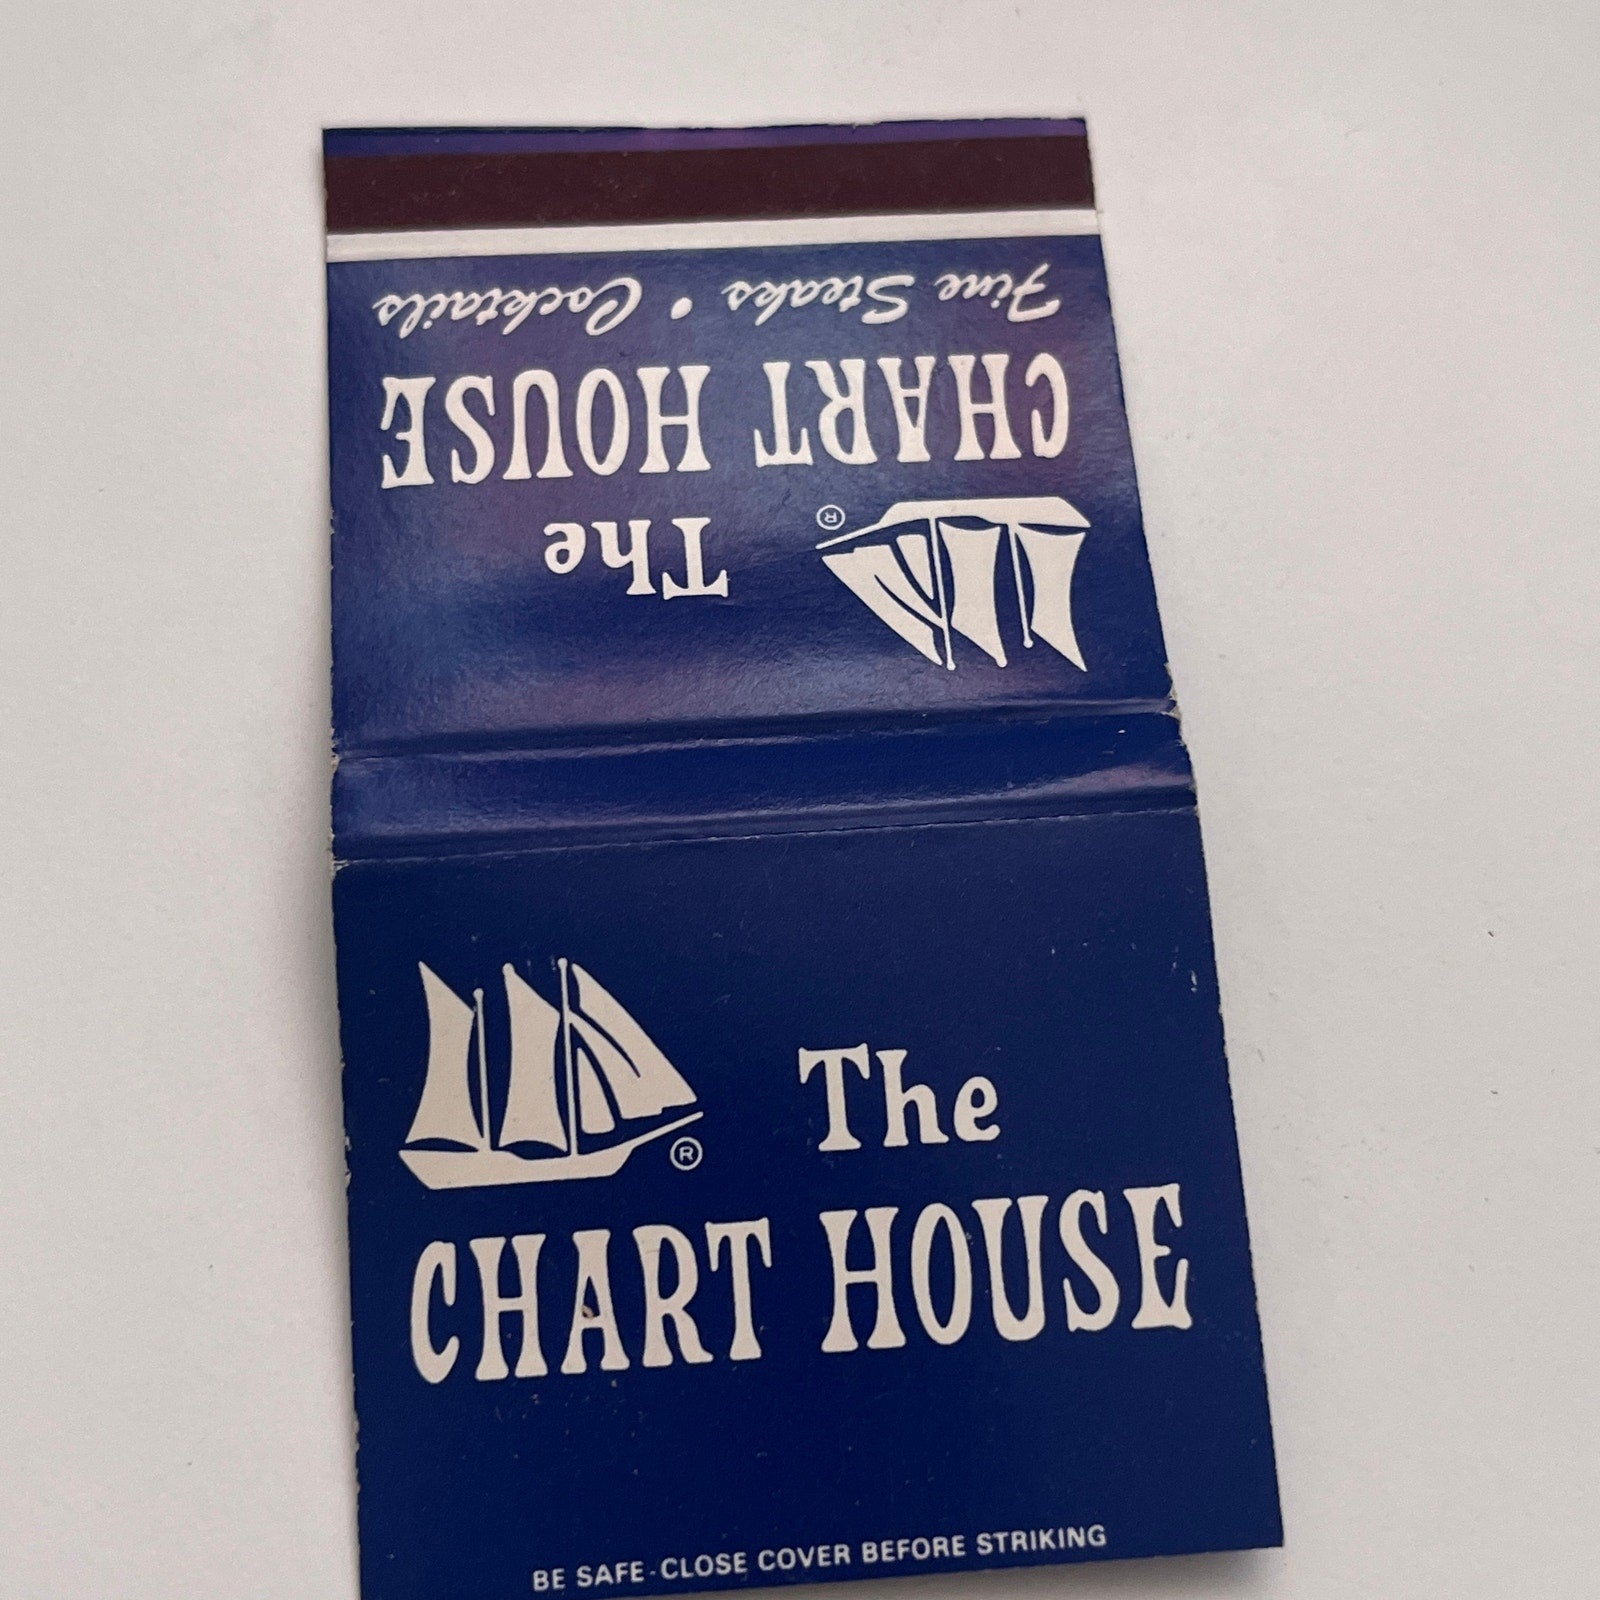 Fine Steaks • Cocktails
CHART HOUSE
The
®
The
®
CHART HOUSE
BE SAFE-CLOSE COVER BEFORE STRIKING